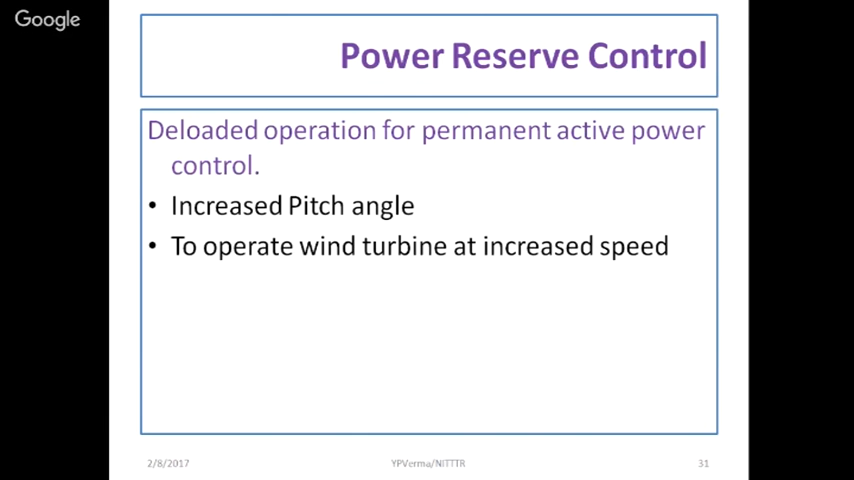 Google
Power Reserve Control
Deloaded operation for permanent active power
control.
• Increased Pitch angle
• To operate wind turbine at increased speed
2/8/2017
YPVerma/NITTTR
31